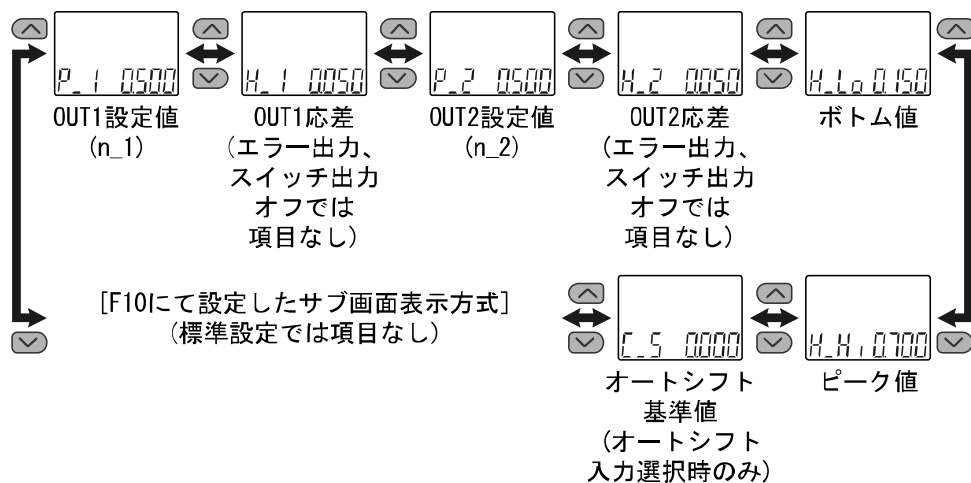 P_1 0.500
OUT1設定値
(n_1)
H_1 0.050
OUT1応差
(エラー出力、
スイッチ出力
オフでは
項目なし)
P_2 0.500
OUT2設定値
(n_2)
H_2 0.050
OUT2応差
(エラー出力、
スイッチ出力
オフでは
項目なし)
H_Lo 0.150
ボトム値
[F10にて設定したサブ画面表示方式]
(標準設定では項目なし)
C_S 0.000
オートシフト
基準値
(オートシフト
入力選択時のみ)
H_Hi 0.700
ピーク値